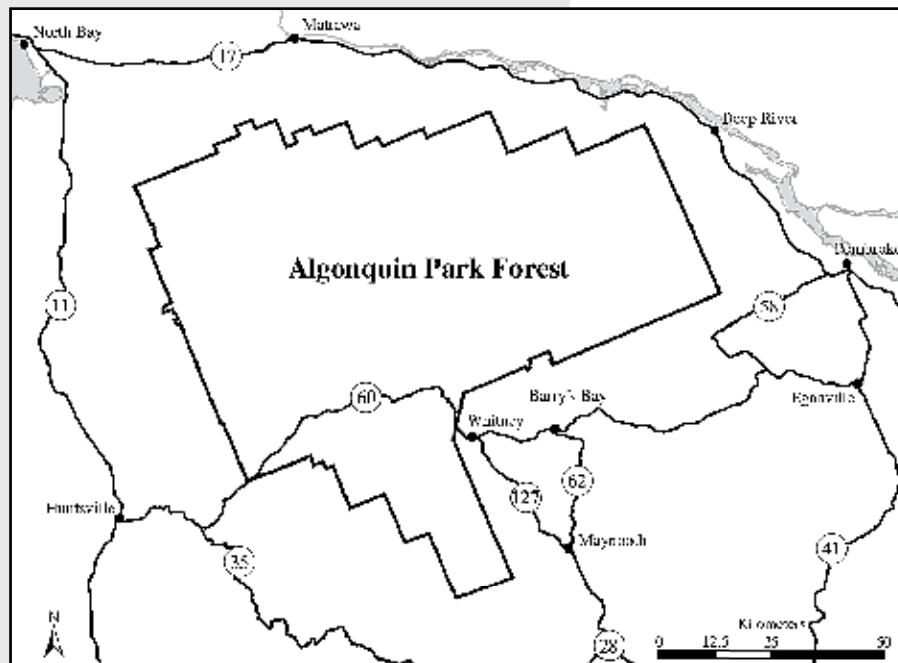 North Bay
Mattawa
17
Deep River
Algonquin Park Forest
Pembroke
11
58
60
Barry's Bay
Eganville
Whitney
62
127
Huntsville
Maynooth
35
41
N
Kilometers
0 12.5 25 50
28